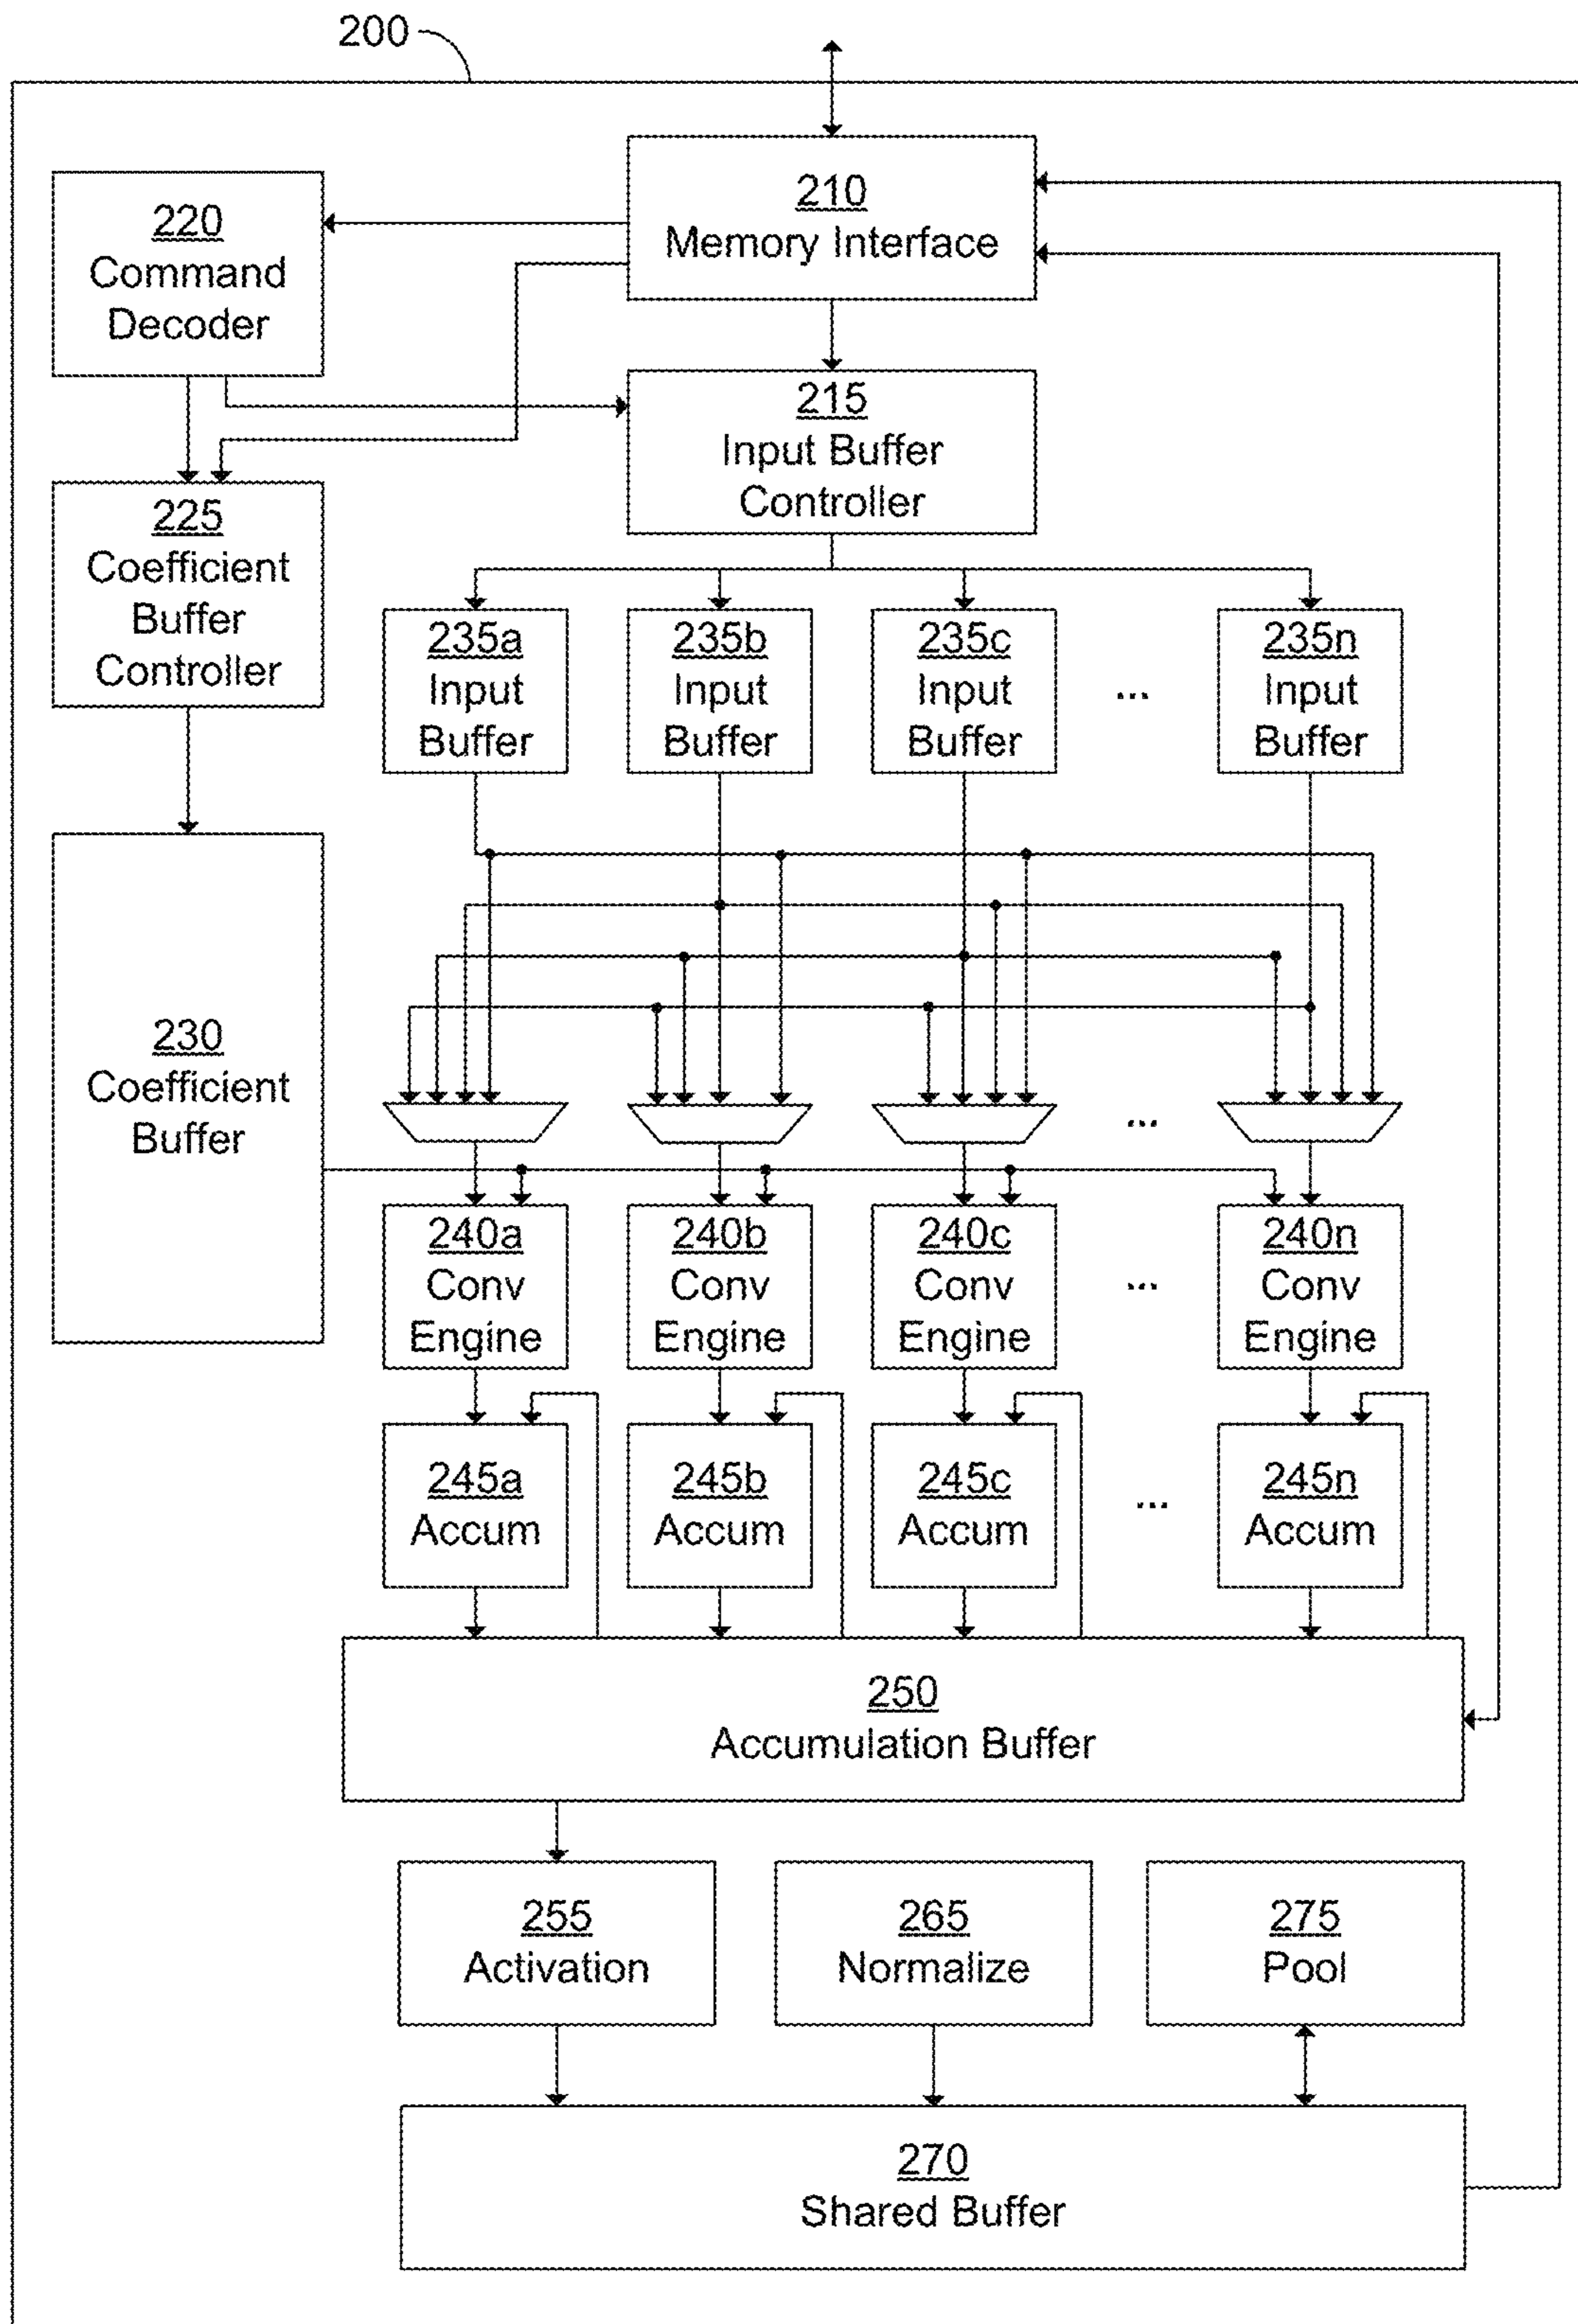 200
210
Memory Interface
220
Command
Decoder
215
Input Buffer
Controller
225
Coefficient
Buffer
Controller
235a
Input
Buffer
235b
Input
Buffer
235c
Input
Buffer
...
235n
Input
Buffer
230
Coefficient
Buffer
...
240a
Conv
Engine
240b
Conv
Engine
240c
Conv
Engine
...
240n
Conv
Engine
245a
Accum
245b
Accum
245c
Accum
...
245n
Accum
250
Accumulation Buffer
255
Activation
265
Normalize
275
Pool
270
Shared Buffer